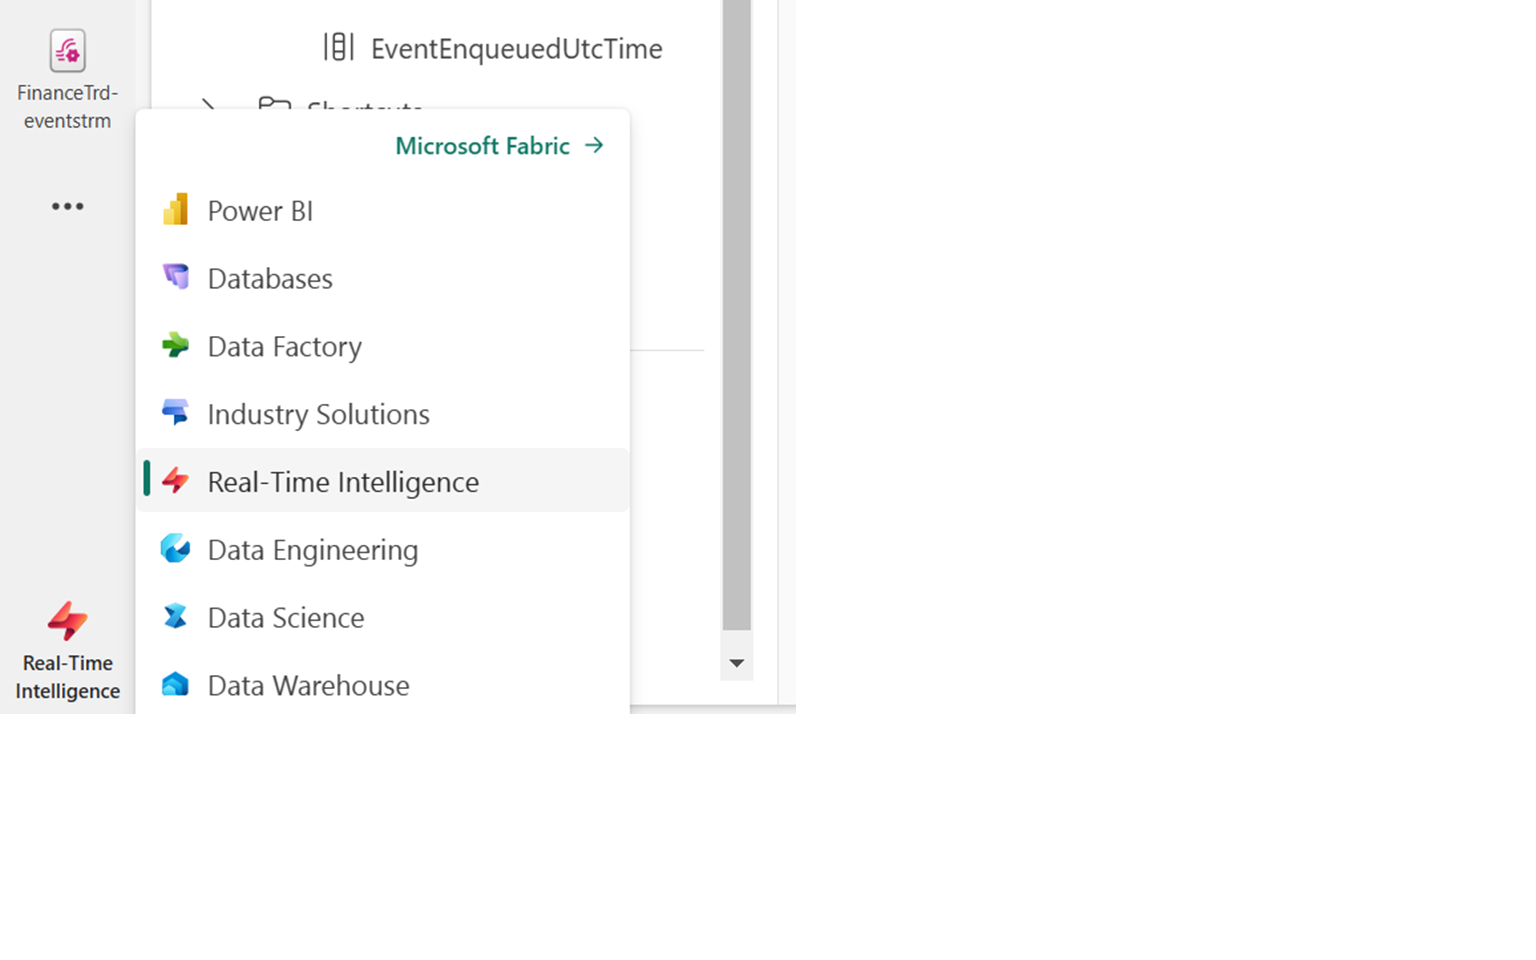 EventEnqueuedUtcTime
FinanceTrd-
eventstrm
Shortcuts
Microsoft Fabric
Power BI
Databases
Data Factory
Industry Solutions
Real-Time Intelligence
Data Engineering
Data Science
Data Warehouse
Real-Time
Intelligence